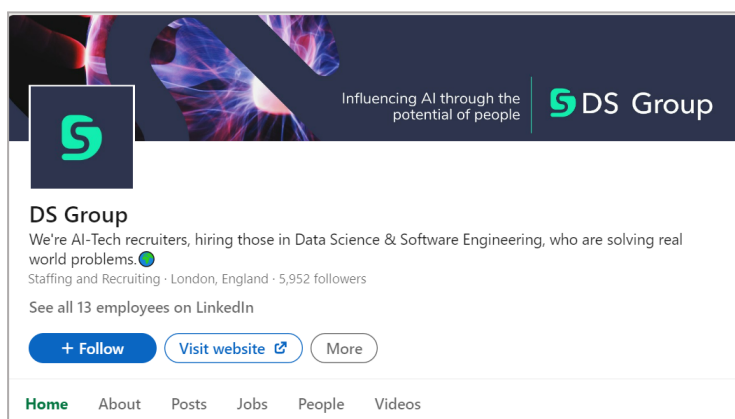 Influencing AI through the
potential of people
DS Group
DS Group
We're AI-Tech recruiters, hiring those in Data Science & Software Engineering, who are solving real
world problems.🌍
Staffing and Recruiting · London, England · 5,952 followers
See all 13 employees on LinkedIn
+ Follow
Visit website
More
Home
About
Posts
Jobs
People
Videos